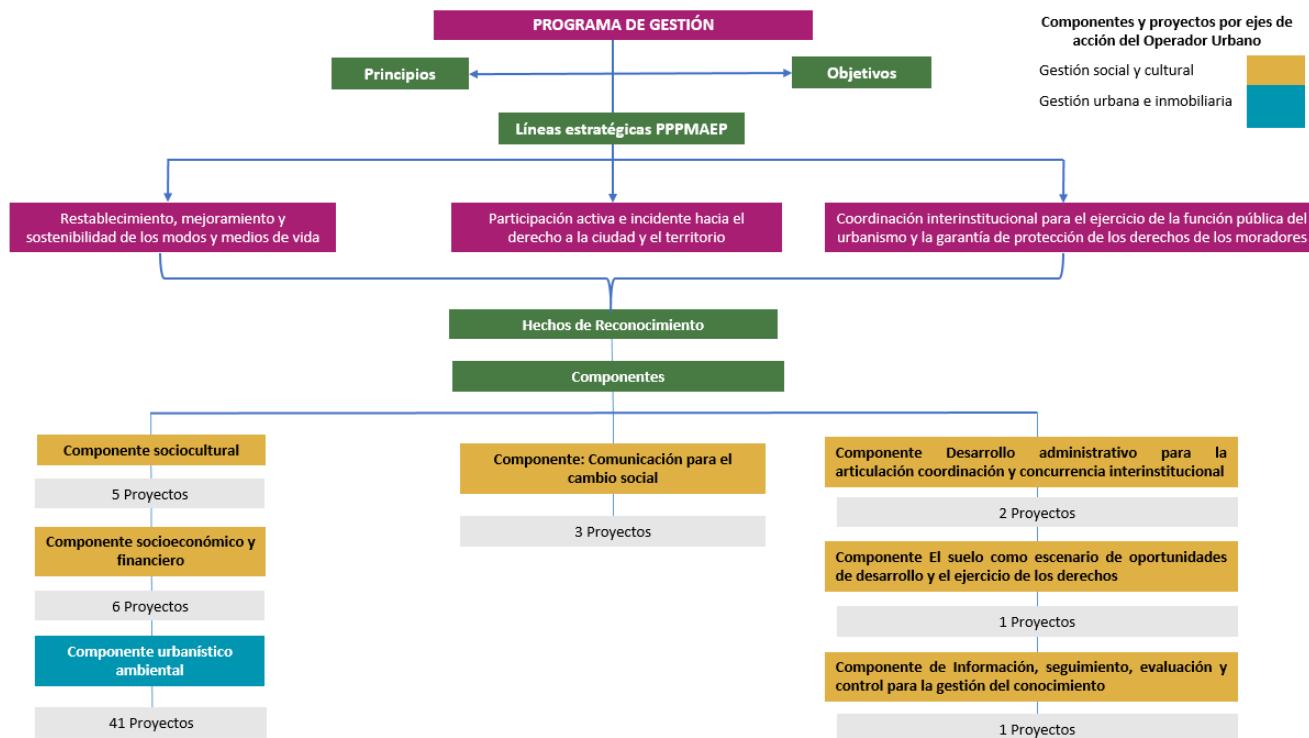 PROGRAMA DE GESTIÓN
Componentes y proyectos por ejes de
acción del Operador Urbano
Gestión social y cultural
Gestión urbana e inmobiliaria
Principios
Objetivos
Líneas estratégicas PPPMAEP
Restablecimiento, mejoramiento y
sostenibilidad de los modos y medios de vida
Participación activa e incidente hacia el
derecho a la ciudad y el territorio
Coordinación interinstitucional para el ejercicio de la función pública del
urbanismo y la garantía de protección de los derechos de los moradores
Hechos de Reconocimiento
Componentes
Componente sociocultural
5 Proyectos
Componente socioeconómico y
financiero
6 Proyectos
Componente urbanístico
ambiental
41 Proyectos
Componente: Comunicación para el
cambio social
3 Proyectos
Componente Desarrollo administrativo para la
articulación coordinación y concurrencia interinstitucional
2 Proyectos
Componente El suelo como escenario de oportunidades
de desarrollo y el ejercicio de los derechos
1 Proyectos
Componente de Información, seguimiento, evaluación y
control para la gestión del conocimiento
1 Proyectos